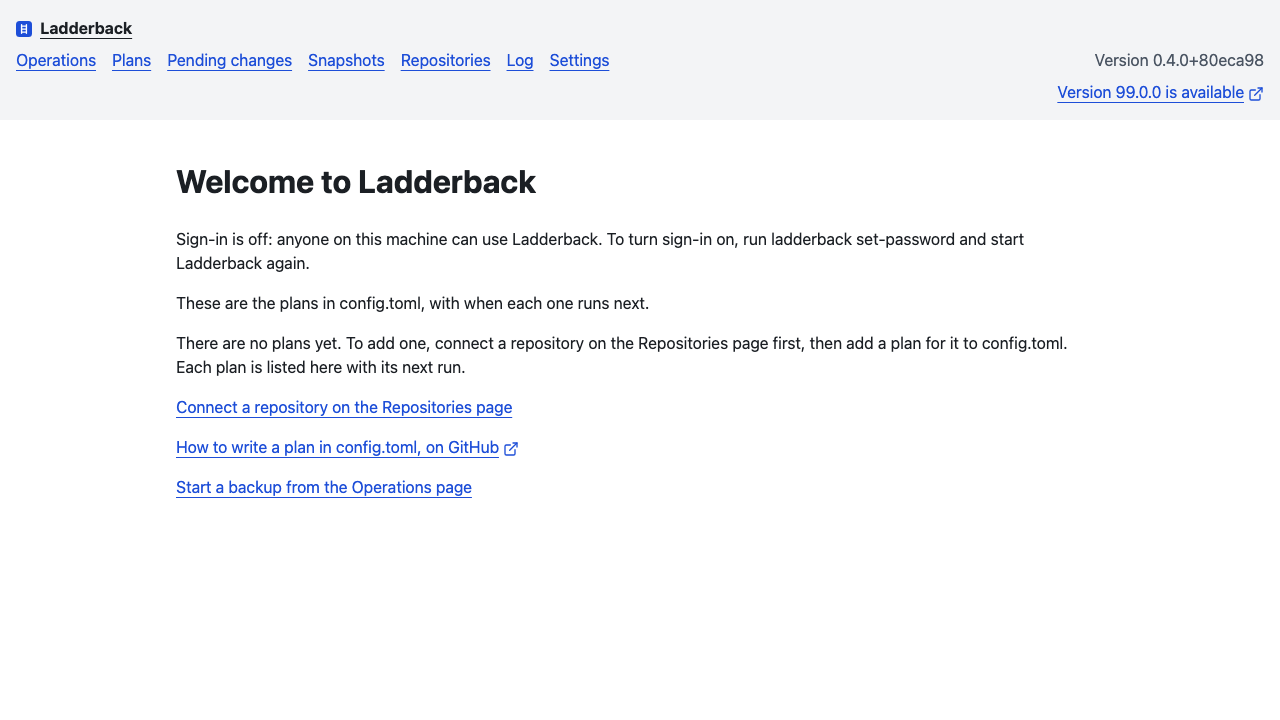 Ladderback
Operations Plans Pending changes Snapshots Repositories Log Settings Version 0.4.0+80eca98
Version 99.0.0 is available
Welcome to Ladderback
Sign-in is off: anyone on this machine can use Ladderback. To turn sign-in on, run ladderback set-password and start
Ladderback again.
These are the plans in config.toml, with when each one runs next.
There are no plans yet. To add one, connect a repository on the Repositories page first, then add a plan for it to config.toml.
Each plan is listed here with its next run.
Connect a repository on the Repositories page
How to write a plan in config.toml, on GitHub
Start a backup from the Operations page